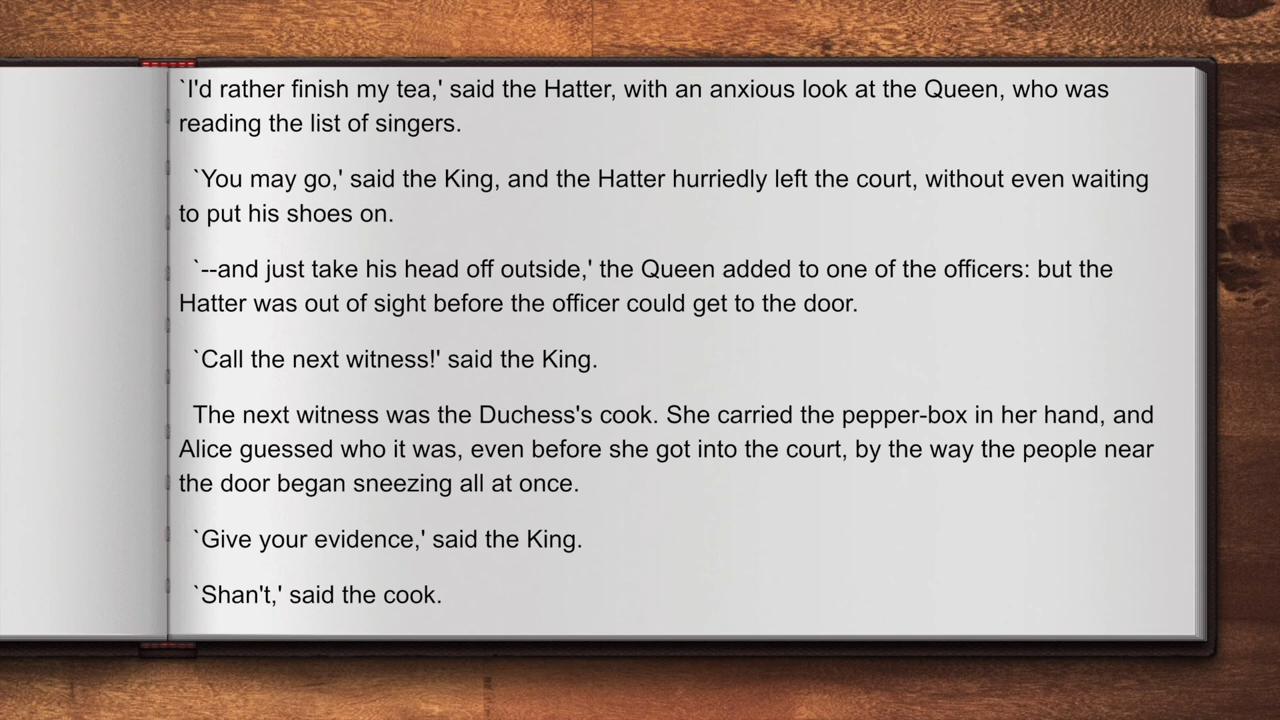 `I'd rather finish my tea,' said the Hatter, with an anxious look at the Queen, who was
reading the list of singers.
`You may go,' said the King, and the Hatter hurriedly left the court, without even waiting
to put his shoes on.
`--and just take his head off outside,' the Queen added to one of the officers: but the
Hatter was out of sight before the officer could get to the door.
`Call the next witness!' said the King.
The next witness was the Duchess's cook. She carried the pepper-box in her hand, and
Alice guessed who it was, even before she got into the court, by the way the people near
the door began sneezing all at once.
`Give your evidence,' said the King.
`Shan't,' said the cook.